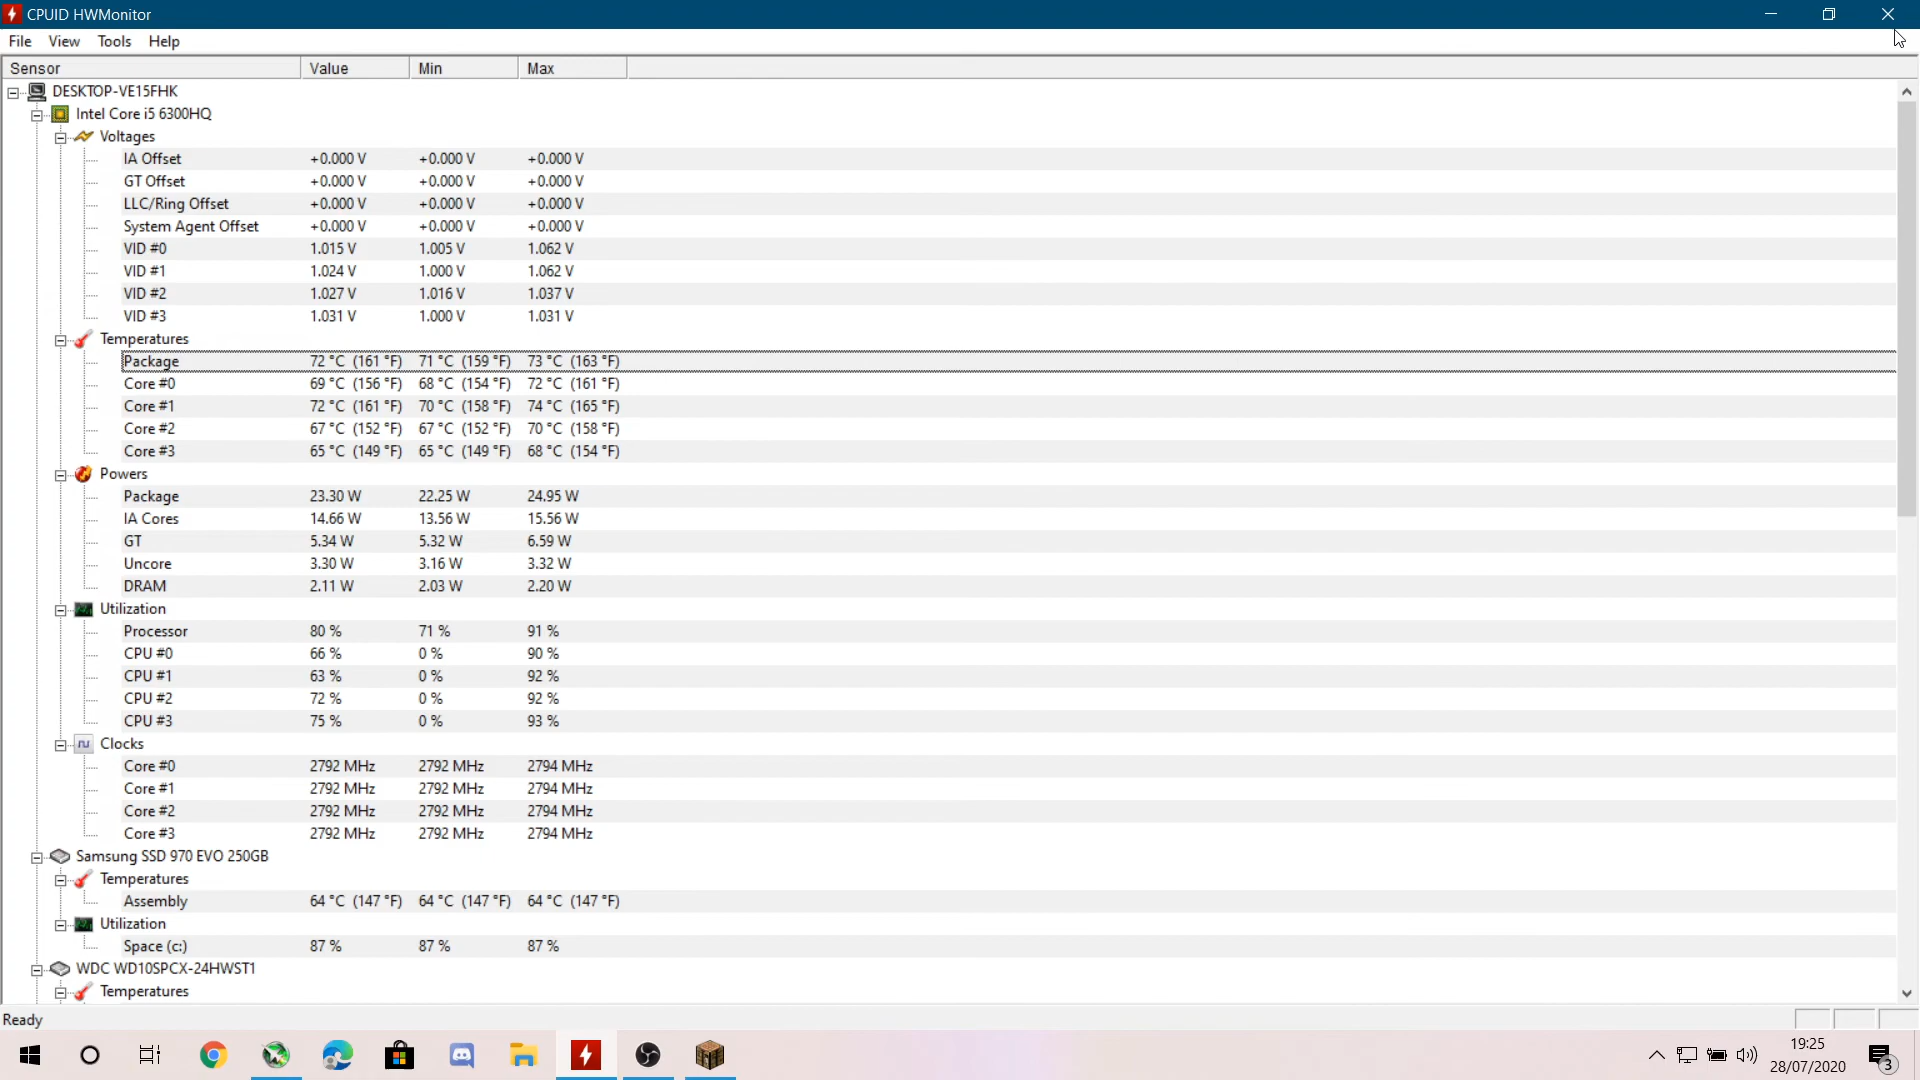 CPUID HWMonitor
File View Tools Help
Sensor Value Min Max
DESKTOP-VE15FHK
Intel Core i5 6300HQ
Voltages
IA Offset +0.000 V +0.000 V +0.000 V
GT Offset +0.000 V +0.000 V +0.000 V
LLC/Ring Offset +0.000 V +0.000 V +0.000 V
System Agent Offset +0.000 V +0.000 V +0.000 V
VID #0 1.015 V 1.005 V 1.062 V
VID #1 1.024 V 1.000 V 1.062 V
VID #2 1.027 V 1.016 V 1.037 V
VID #3 1.031 V 1.000 V 1.031 V
Temperatures
Package 72 °C (161 °F) 71 °C (159 °F) 73 °C (163 °F)
Core #0 69 °C (156 °F) 68 °C (154 °F) 72 °C (161 °F)
Core #1 72 °C (161 °F) 70 °C (158 °F) 74 °C (165 °F)
Core #2 67 °C (152 °F) 67 °C (152 °F) 70 °C (158 °F)
Core #3 65 °C (149 °F) 65 °C (149 °F) 68 °C (154 °F)
Powers
Package 23.30 W 22.25 W 24.95 W
IA Cores 14.66 W 13.56 W 15.56 W
GT 5.34 W 5.32 W 6.59 W
Uncore 3.30 W 3.16 W 3.32 W
DRAM 2.11 W 2.03 W 2.20 W
Utilization
Processor 80 % 71 % 91 %
CPU #0 66 % 0 % 90 %
CPU #1 63 % 0 % 92 %
CPU #2 72 % 0 % 92 %
CPU #3 75 % 0 % 93 %
Clocks
Core #0 2792 MHz 2792 MHz 2794 MHz
Core #1 2792 MHz 2792 MHz 2794 MHz
Core #2 2792 MHz 2792 MHz 2794 MHz
Core #3 2792 MHz 2792 MHz 2794 MHz
Samsung SSD 970 EVO 250GB
Temperatures
Assembly 64 °C (147 °F) 64 °C (147 °F) 64 °C (147 °F)
Utilization
Space (c:) 87 % 87 % 87 %
WDC WD10SPCX-24HWST1
Temperatures
Ready
19:25
28/07/2020
3